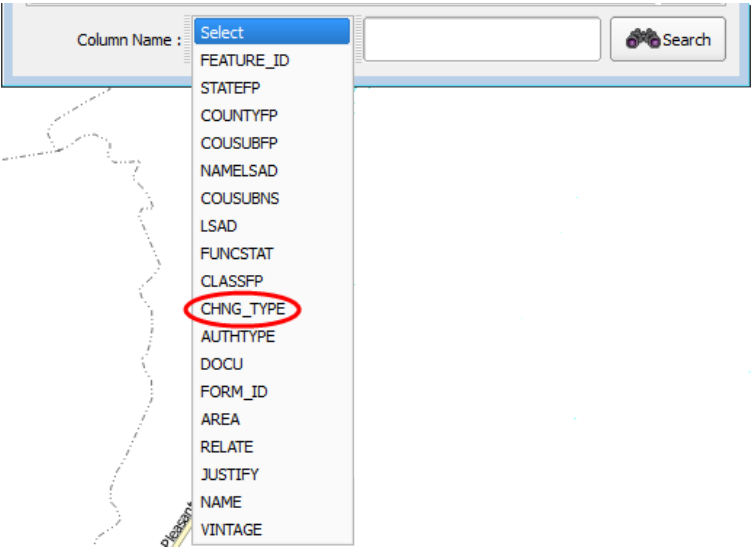 Column Name :
Select
Search
FEATURE_ID
STATEFP
COUNTYFP
COUSUBFP
NAMELSAD
COUSUBNS
LSAD
FUNCSTAT
CLASSFP
CHNG_TYPE
AUTHTYPE
DOCU
FORM_ID
AREA
RELATE
JUSTIFY
NAME
VINTAGE
Pleasant